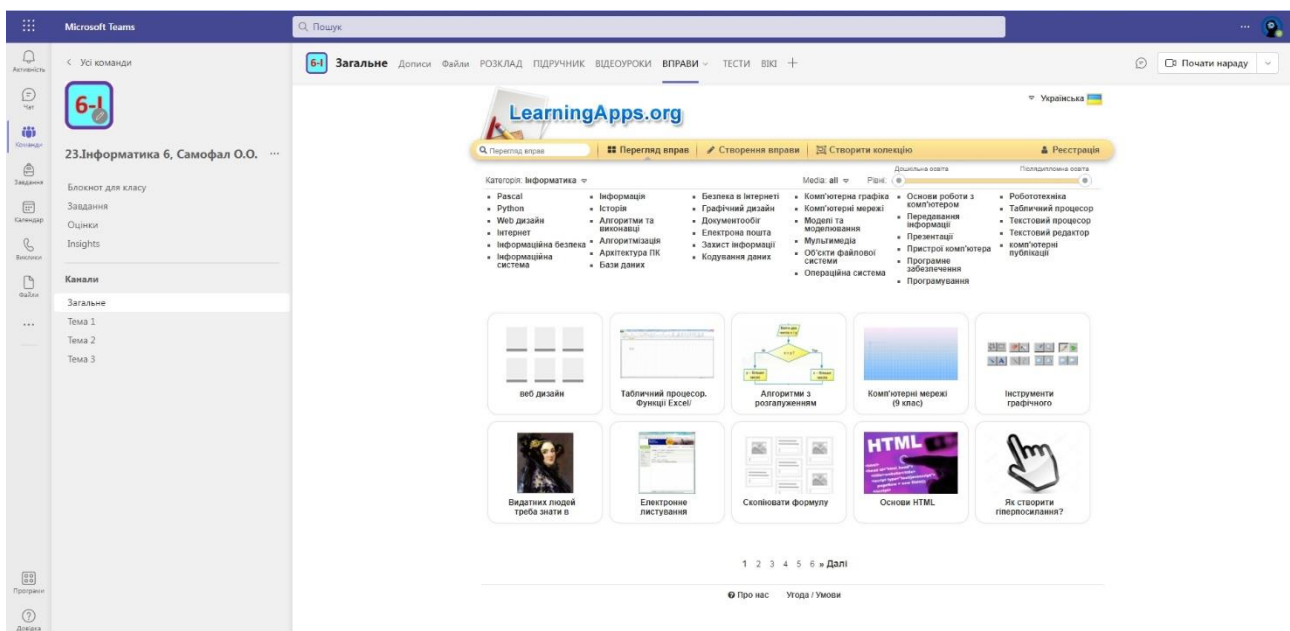 Microsoft Teams
Пошук
Активність
Чат
Команди
Завдання
Календар
Виклики
Файли
Програми
Довідка
Усі команди
6-І
23.Інформатика 6, Самофал О.О.
Блокнот для класу
Завдання
Оцінки
Insights
Канали
Загальне
Тема 1
Тема 2
Тема 3
6-І Загальне Дописи Файли РОЗКЛАД ПІДРУЧНИК ВІДЕОУРОКИ ВПРАВИ ТЕСТИ ВІКІ
Почати нараду
LearningApps.org
Українська
Перегляд вправ
Перегляд вправ Створення вправи Створити колекцію Реєстрація
Категорія: Інформатика
Media: all Рівні: Дошкільна освіта Післядипломна освіта
Pascal
Python
Web дизайн
Інтернет
Інформаційна безпека
Інформаційна
система
Інформація
Історія
Алгоритми та
виконавці
Алгоритмізація
Архітектура ПК
Бази даних
Безпека в Інтернеті
Графічний дизайн
Документообіг
Електрона пошта
Захист інформації
Кодування даних
Комп'ютерна графіка
Комп'ютерні мережі
Моделі та
моделювання
Мультимедіа
Об'єкти файлової
системи
Операційна система
Основи роботи з
комп'ютером
Передавання
інформації
Презентації
Пристрої комп'ютера
Програмне
забезпечення
Програмування
Робототехніка
Табличний процесор
Текстовий процесор
Текстовий редактор
комп'ютерні
публікації
веб дизайн
Табличний процесор.
Функції Excel/
Алгоритми з
розгалуженням
Комп'ютерні мережі
(9 клас)
Інструменти
графічного
Видатних людей
треба знати в
Електронне
листування
Скопіювати формулу
HTML
Основи HTML
Як створити
гіперпосилання?
1 2 3 4 5 6 » Далі
Про нас Угода / Умови